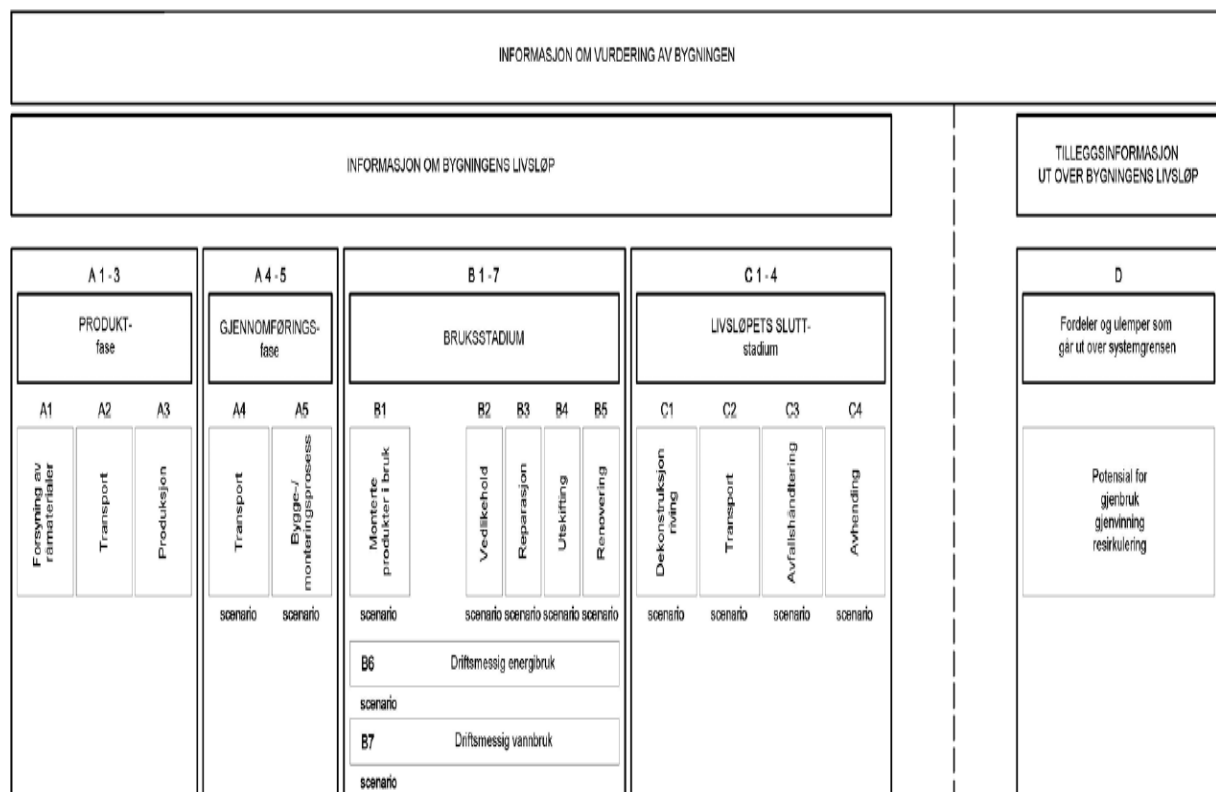 INFORMASJON OM VURDERING AV BYGNINGEN
INFORMASJON OM BYGNINGENS LIVSLØP
TILLEGGSINFORMASJON
UT OVER BYGNINGENS LIVSLØP
A 1 - 3
PRODUKT-
fase
A1
A2
A3
Forsyning av
råmaterialer
Transport
Produksjon
A 4 - 5
GJENNOMFØRINGS-
fase
A4
A5
Transport
Bygge-/
monteringsprosess
scenario
scenario
B 1 - 7
BRUKSSTADIUM
B1
B2
B3
B4
B5
Monterte
produkter i bruk
Vedlikehold
Reparasjon
Utskifting
Renovering
scenario
scenario
scenario
scenario
scenario
B6
Driftsmessig energibruk
scenario
B7
Driftsmessig vannbruk
scenario
C 1 - 4
LIVSLØPETS SLUTT-
stadium
C1
C2
C3
C4
Dekonstruksjon
riving
Transport
Avfallshåndtering
Avhending
scenario
scenario
scenario
scenario
D
Fordeler og ulemper som
går ut over systemgrensen
Potensial for
gjenbruk
gjenvinning
resirkulering